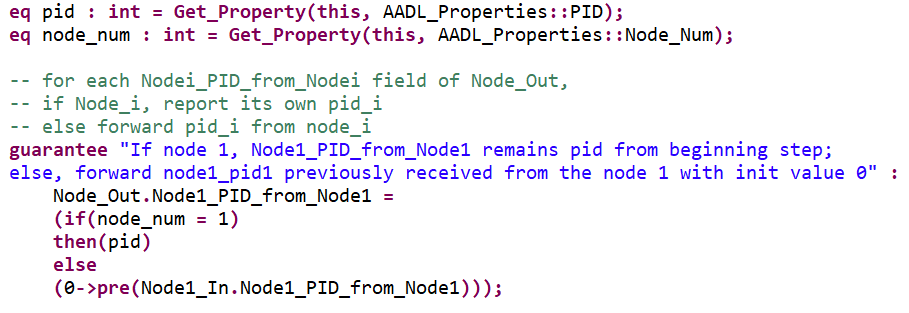 eq pid : int = Get_Property(this, AADL_Properties::PID);
eq node_num : int = Get_Property(this, AADL_Properties::Node_Num);
-- for each Nodei_PID_from_Nodei field of Node_Out,
-- if Node_i, report its own pid_i
-- else forward pid_i from node_i
guarantee "If node 1, Node1_PID_from_Node1 remains pid from beginning step;
else, forward node1_pid1 previously received from the node 1 with init value 0" :
Node_Out.Node1_PID_from_Node1 =
(if(node_num = 1)
then(pid)
else
(0->pre(Node1_In.Node1_PID_from_Node1)));